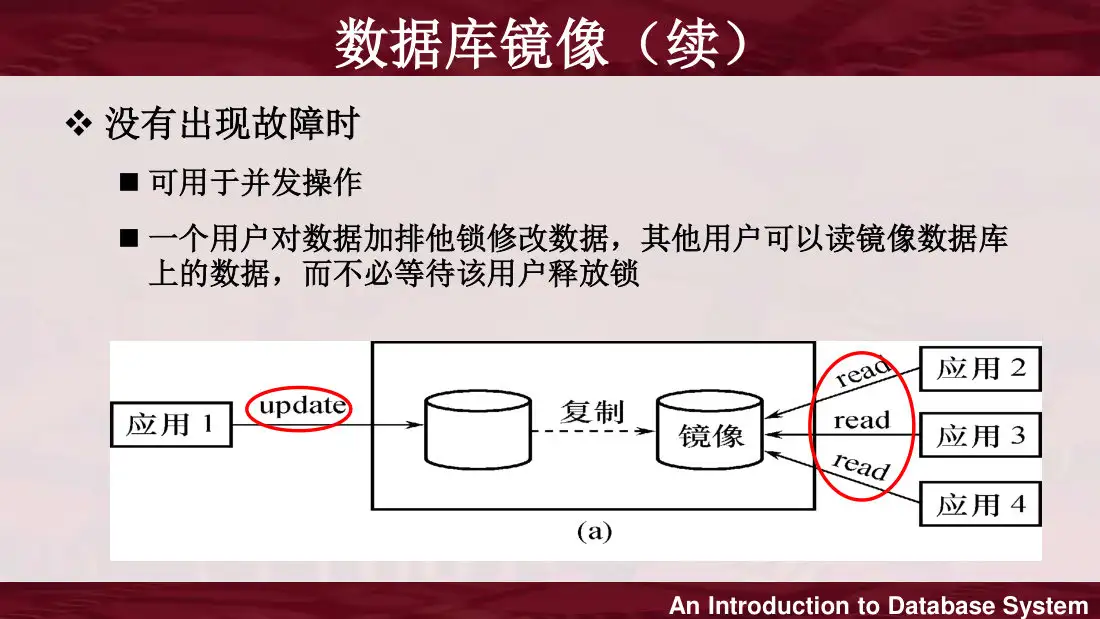 数据库镜像（续）
❖ 没有出现故障时
■ 可用于并发操作
■ 一个用户对数据加排他锁修改数据，其他用户可以读镜像数据库
上的数据，而不必等待该用户释放锁
应用 1
update
复制
镜像
read
read
read
应用 2
应用 3
应用 4
(a)
An Introduction to Database System